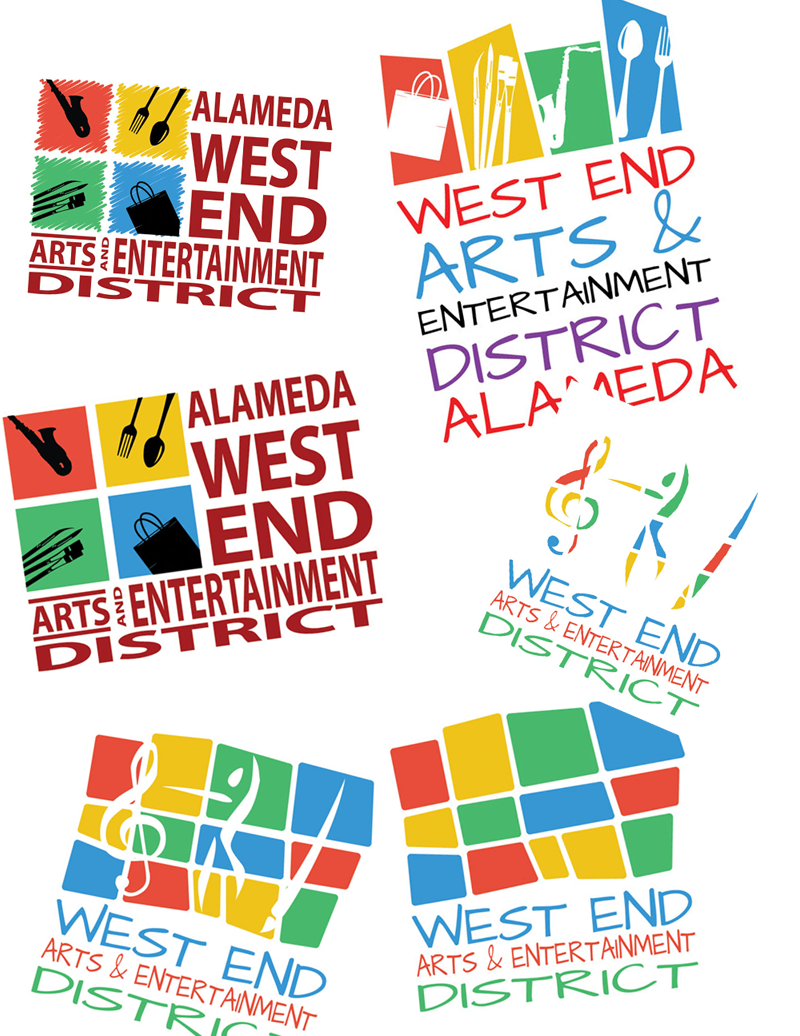 ALAMEDA
WEST
END
ARTS AND ENTERTAINMENT
DISTRICT
WEST END
ARTS &
ENTERTAINMENT
DISTRICT
ALAMEDA
ALAMEDA
WEST
END
ARTS AND ENTERTAINMENT
DISTRICT
WEST END
ARTS & ENTERTAINMENT
DISTRICT
WEST END
ARTS & ENTERTAINMENT
DISTRICT
WEST END
ARTS & ENTERTAINMENT
DISTRICT